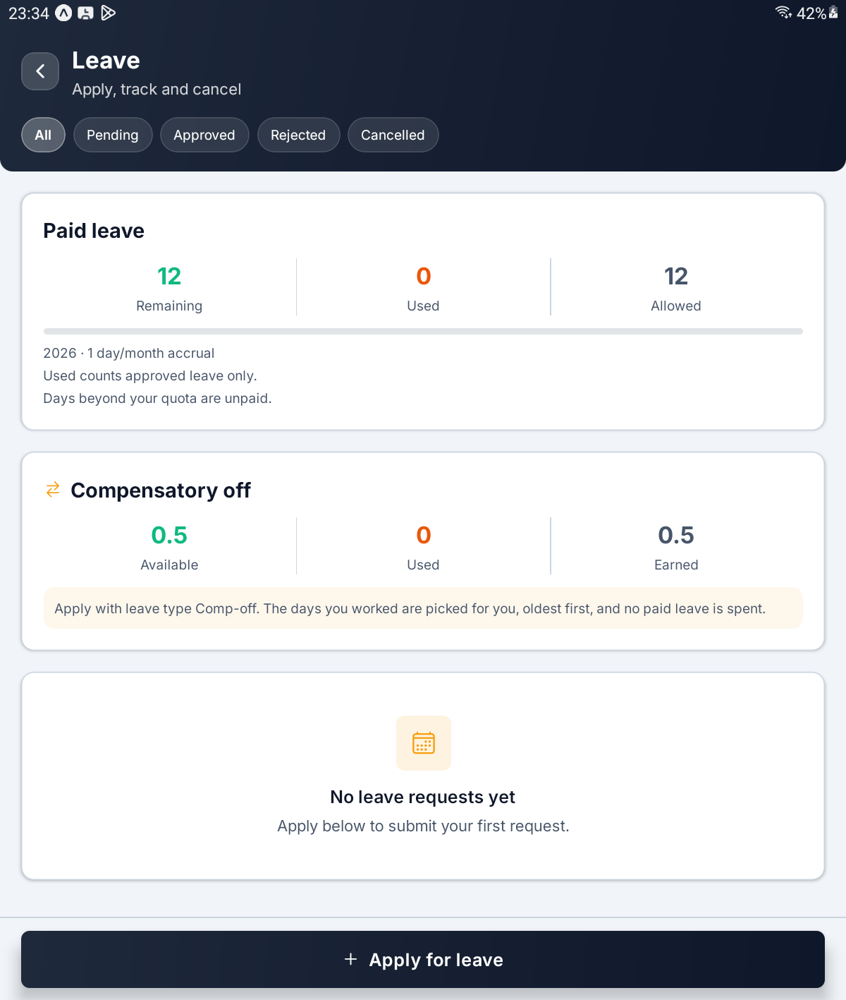 23:34
42%
Leave
Apply, track and cancel
All
Pending
Approved
Rejected
Cancelled
Paid leave
12
0
12
Remaining
Used
Allowed
2026 · 1 day/month accrual
Used counts approved leave only.
Days beyond your quota are unpaid.
Compensatory off
0.5
0
0.5
Available
Used
Earned
Apply with leave type Comp-off. The days you worked are picked for you, oldest first, and no paid leave is spent.
No leave requests yet
Apply below to submit your first request.
+ Apply for leave